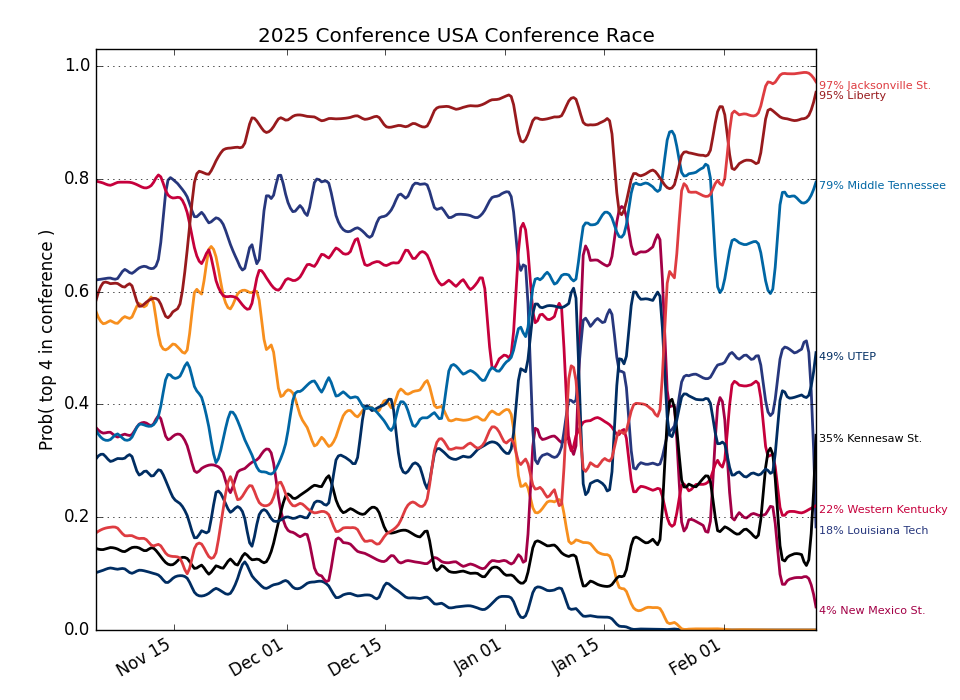 2025 Conference USA Conference Race
Prob( top 4 in conference )
1.0
0.8
0.6
0.4
0.2
0.0
Nov 15
Dec 01
Dec 15
Jan 01
Jan 15
Feb 01
97% Jacksonville St.
95% Liberty
79% Middle Tennessee
49% UTEP
35% Kennesaw St.
22% Western Kentucky
18% Louisiana Tech
4% New Mexico St.